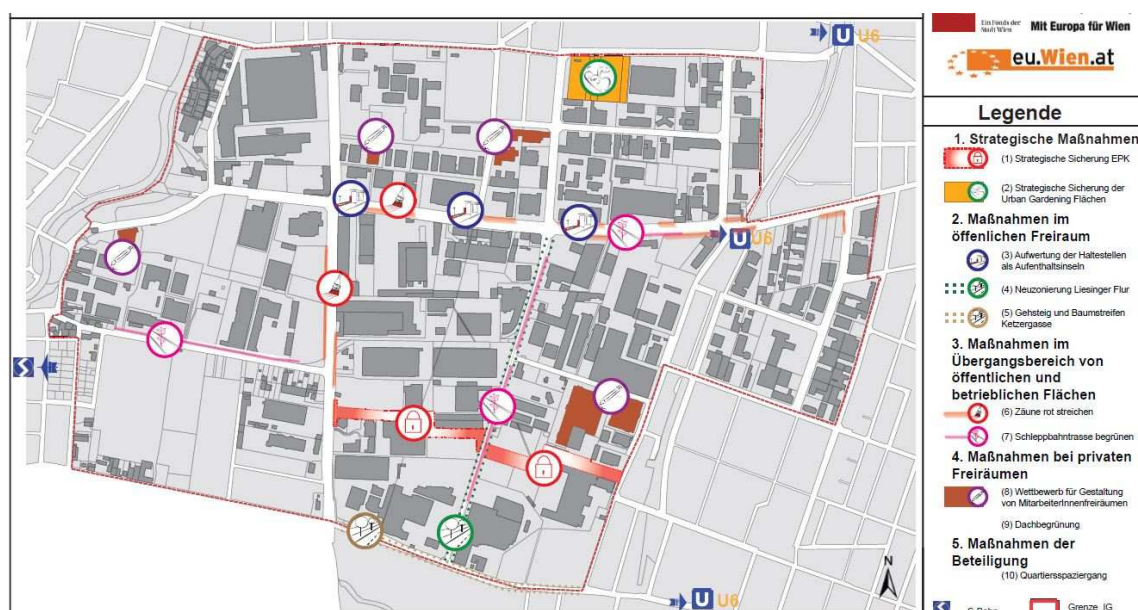 U U6
U U6
S
N
U U6
Ein Fonds der
Stadt Wien
Mit Europa für Wien
eu.Wien.at
Legende
1. Strategische Maßnahmen
(1) Strategische Sicherung EPK
(2) Strategische Sicherung der
Urban Gardening Flächen
2. Maßnahmen im
öffenlichen Freiraum
(3) Aufwertung der Haltestellen
als Aufenthaltsinseln
(4) Neuzonierung Liesinger Flur
(5) Gehsteig und Baumstreifen
Ketzergasse
3. Maßnahmen im
Übergangsbereich von
öffentlichen und
betrieblichen Flächen
(6) Zäune rot streichen
(7) Schleppbahntrasse begrünen
4. Maßnahmen bei privaten
Freiräumen
(8) Wettbewerb für Gestaltung
von MitarbeiterInnenfreiräumen
(9) Dachbegrünung
5. Maßnahmen der
Beteiligung
(10) Quartiersspaziergang
S S-Bahn
Grenze IG